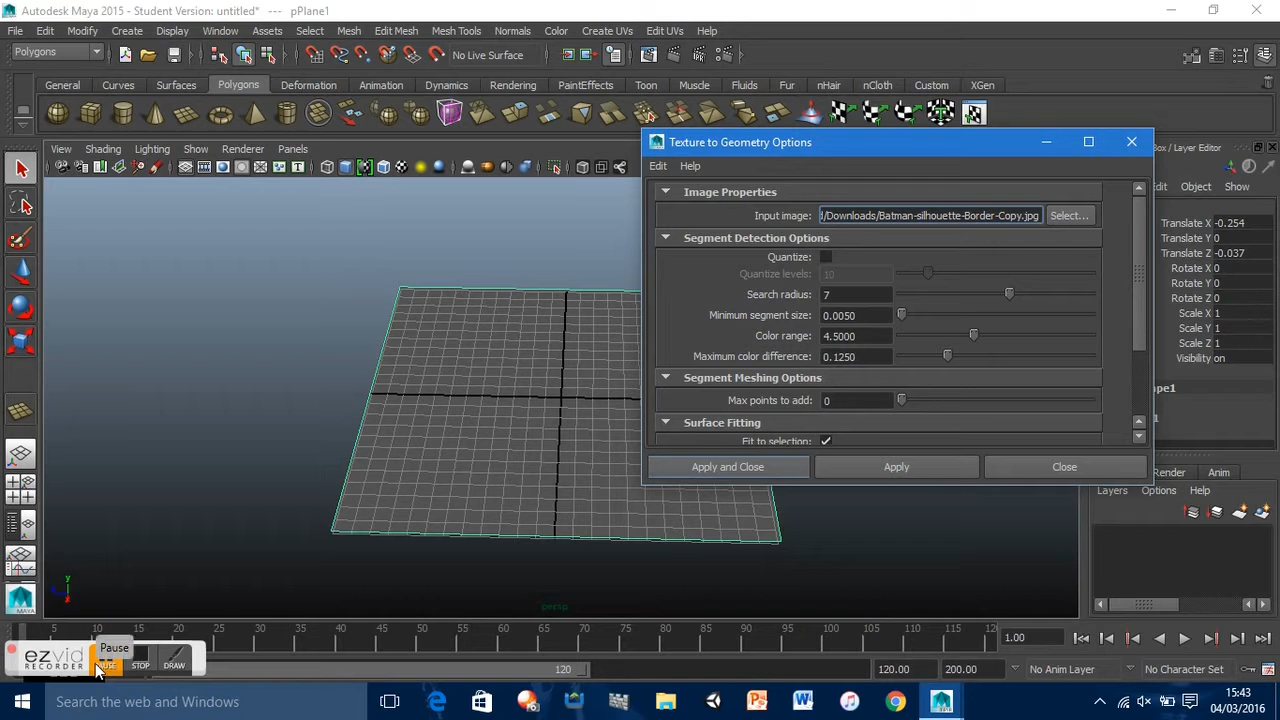 Autodesk Maya 2015 - Student Version: untitled* --- pPlane1
File Edit Modify Create Display Window Assets Select Mesh Edit Mesh Mesh Tools Normals Color Create UVs Edit UVs Help
Polygons No Live Surface
General Curves Surfaces Polygons Deformation Animation Dynamics Rendering PaintEffects Toon Muscle Fluids Fur nHair nCloth Custom XGen
View Shading Lighting Show Renderer Panels
Texture to Geometry Options
Box / Layer Editor
Edit Help
Image Properties
Input image: /Downloads/Batman-silhouette-Border-Copy.jpg Select...
Segment Detection Options
Quantize:
Quantize levels: 10
Search radius: 7
Minimum segment size: 0.0050
Color range: 4.5000
Maximum color difference: 0.1250
Segment Meshing Options
Max points to add: 0
Surface Fitting
Fit to selection:
Apply and Close Apply Close
Object Show
Translate X -0.254
Translate Y 0
Translate Z -0.037
Rotate X 0
Rotate Y 0
Rotate Z 0
Scale X 1
Scale Y 1
Scale Z 1
Visibility on
Render Anim
Layers Options Help
y
persp
5 10 15 20 25 30 35 40 45 50 55 60 65 70 75 80 85 90 95 100 105 110 115 12 1.00
Pause
ezvid
RECORDER
PAUSE STOP DRAW
120 120.00 200.00 No Anim Layer No Character Set
Search the web and Windows
15:43
04/03/2016